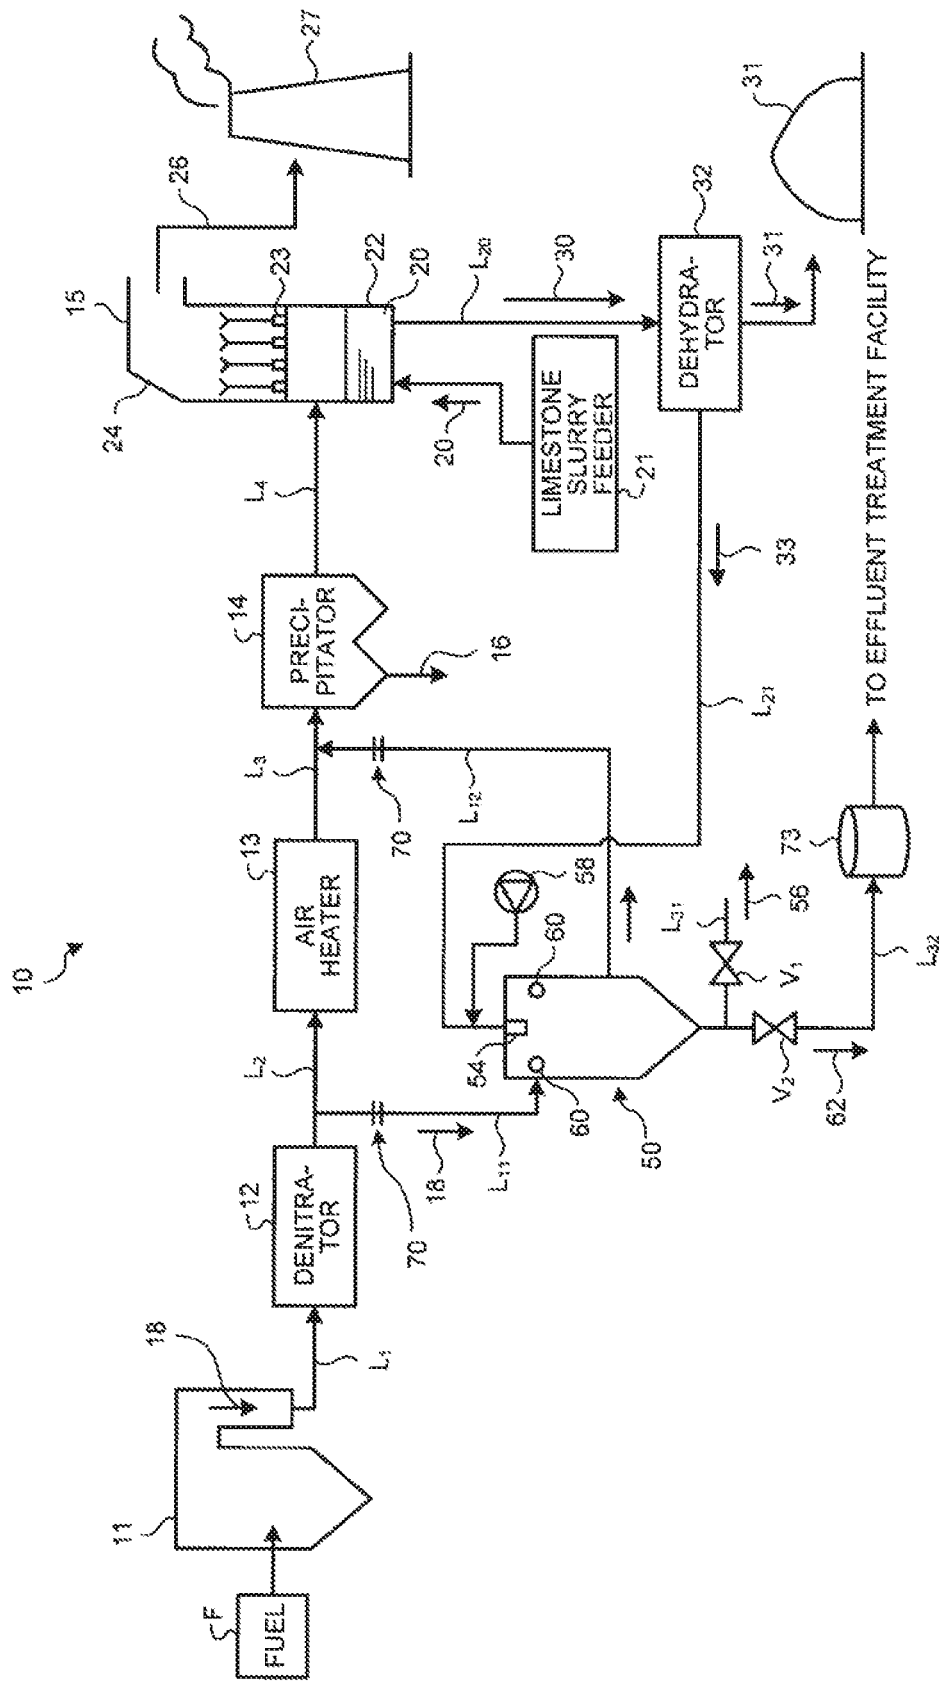 10
F
FUEL
11
18
L1
12
DENITRA-
TOR
70
18
L11
L2
13
AIR
HEATER
L3
70
L12
14
PRECI-
PITATOR
16
L4
24
15
23
22
20
26
27
20
LIMESTONE
SLURRY
FEEDER
21
L20
30
32
DEHYDRA-
TOR
31
31
33
L21
58
54
60
60
50
L31
V1
56
V2
62
L32
73
TO EFFLUENT TREATMENT FACILITY